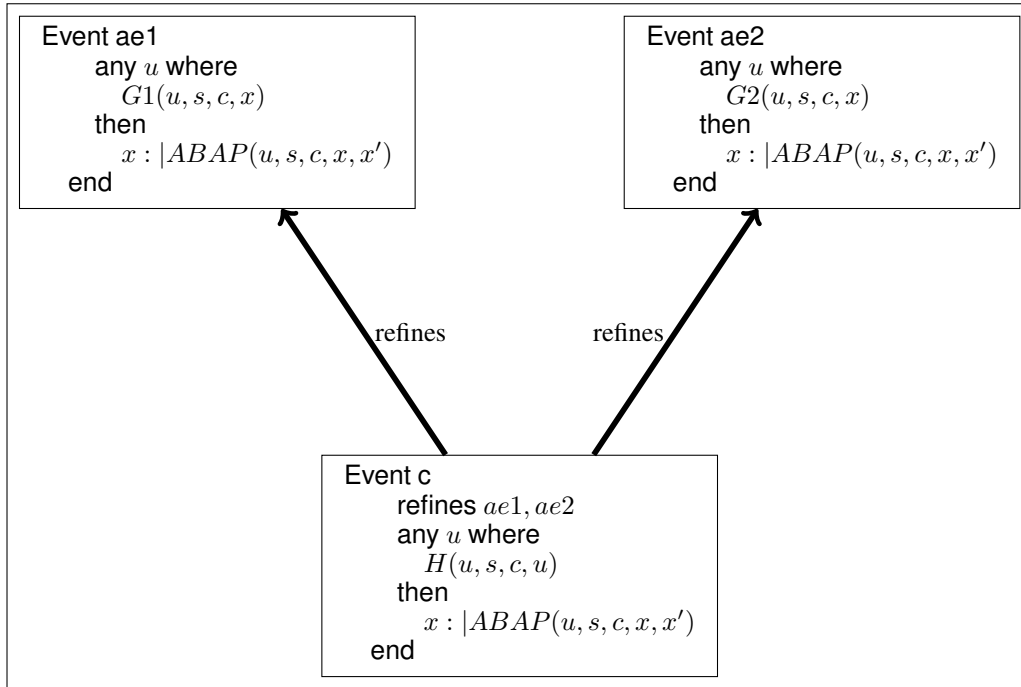 Event ae1
any u where
G1(u, s, c, x)
then
x : |ABAP(u, s, c, x, x′)
end
Event ae2
any u where
G2(u, s, c, x)
then
x : |ABAP(u, s, c, x, x′)
end
refines
refines
Event c
refines ae1, ae2
any u where
H(u, s, c, u)
then
x : |ABAP(u, s, c, x, x′)
end